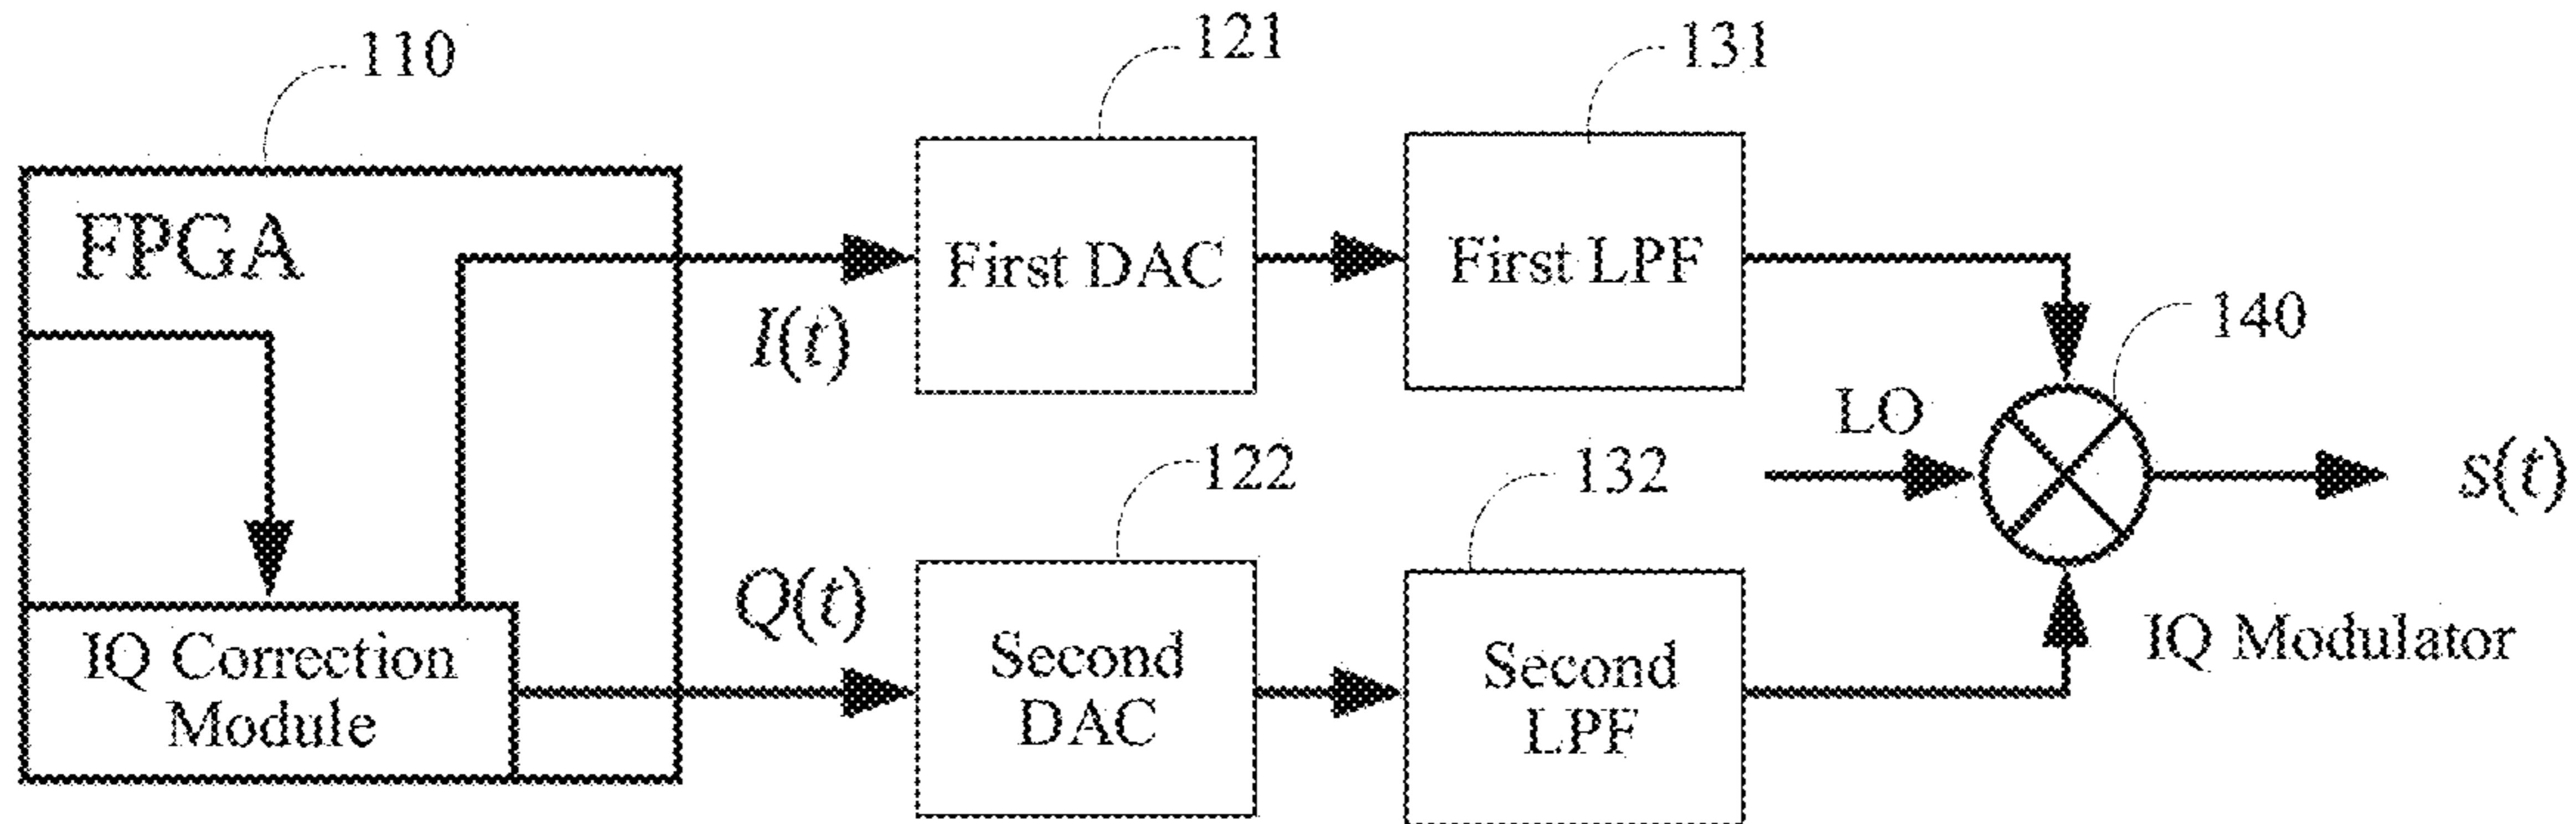 110
121
131
FPGA
First DAC
First LPF
I(t)
140
LO
s(t)
122
132
Q(t)
IQ Modulator
IQ Correction
Module
Second
DAC
Second
LPF